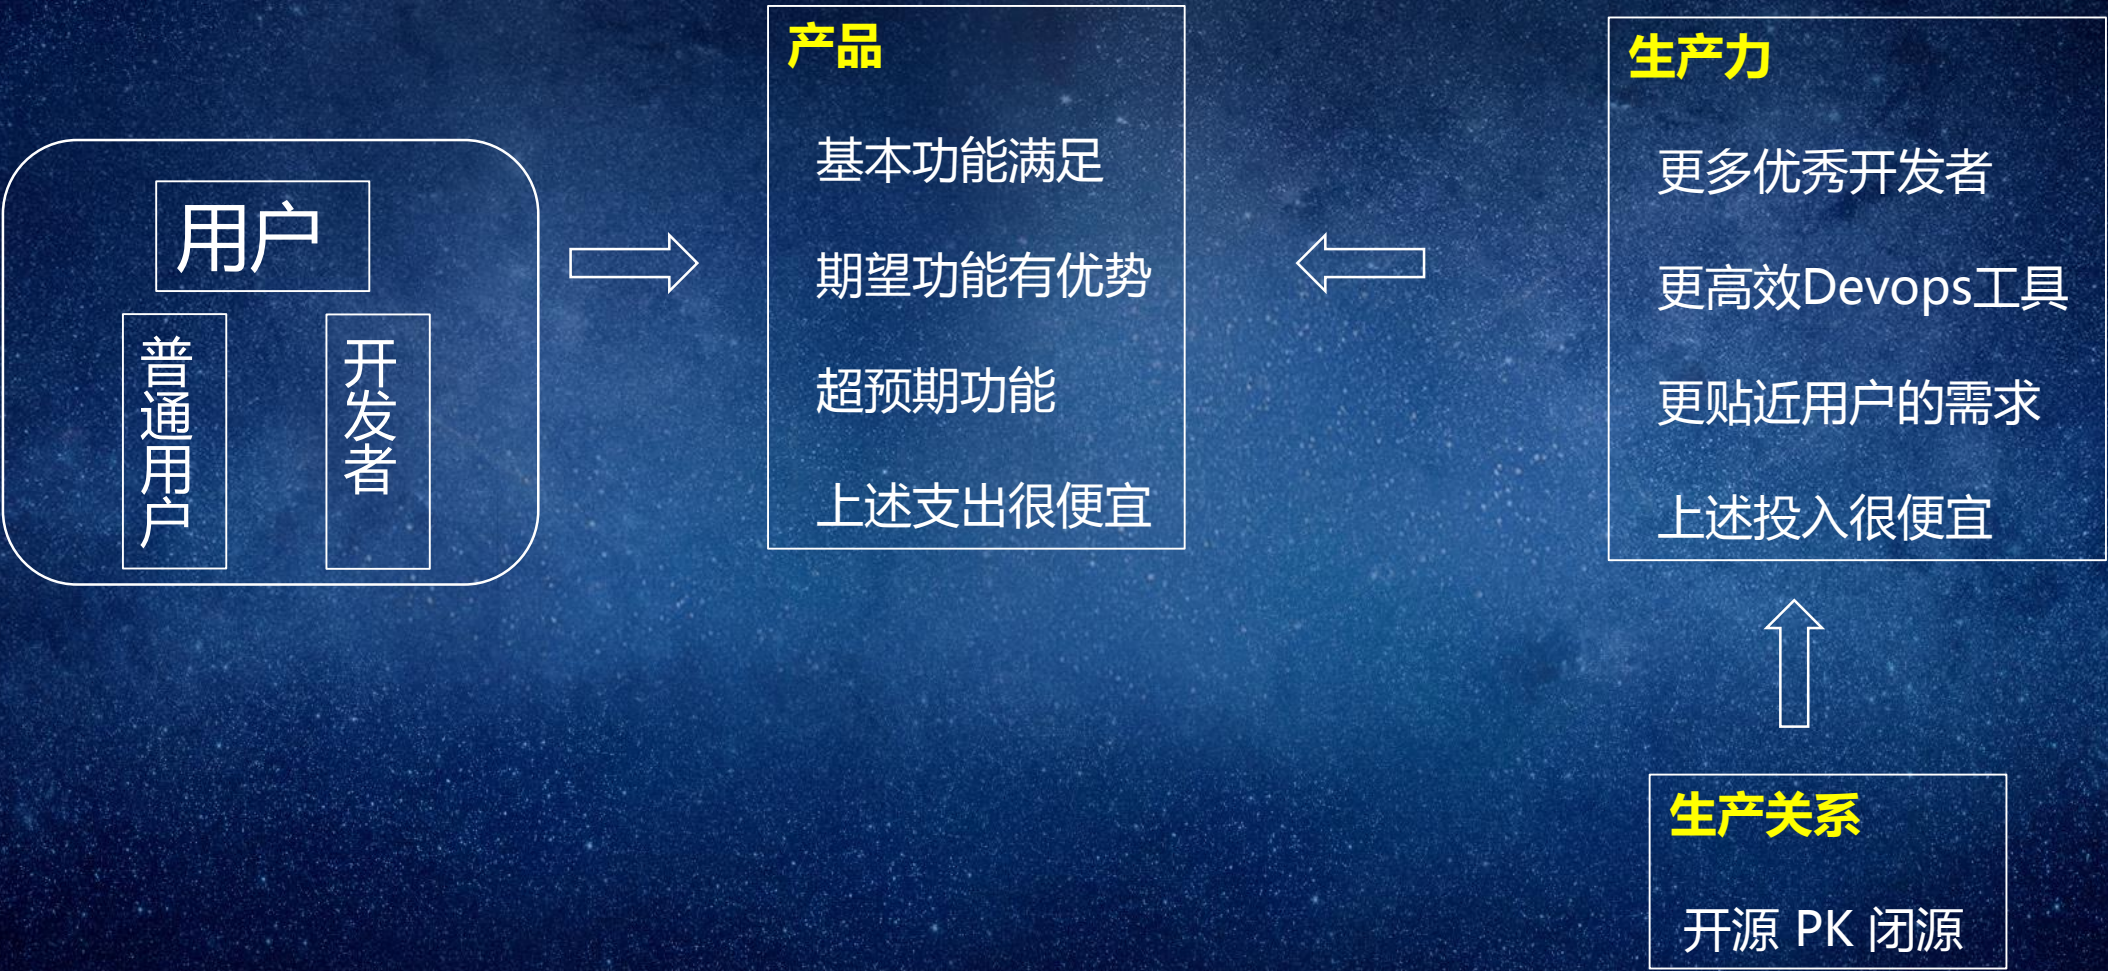 用户
普通用户
开发者
产品
基本功能满足
期望功能有优势
超预期功能
上述支出很便宜
生产力
更多优秀开发者
更高效Devops工具
更贴近用户的需求
上述投入很便宜
生产关系
开源 PK 闭源